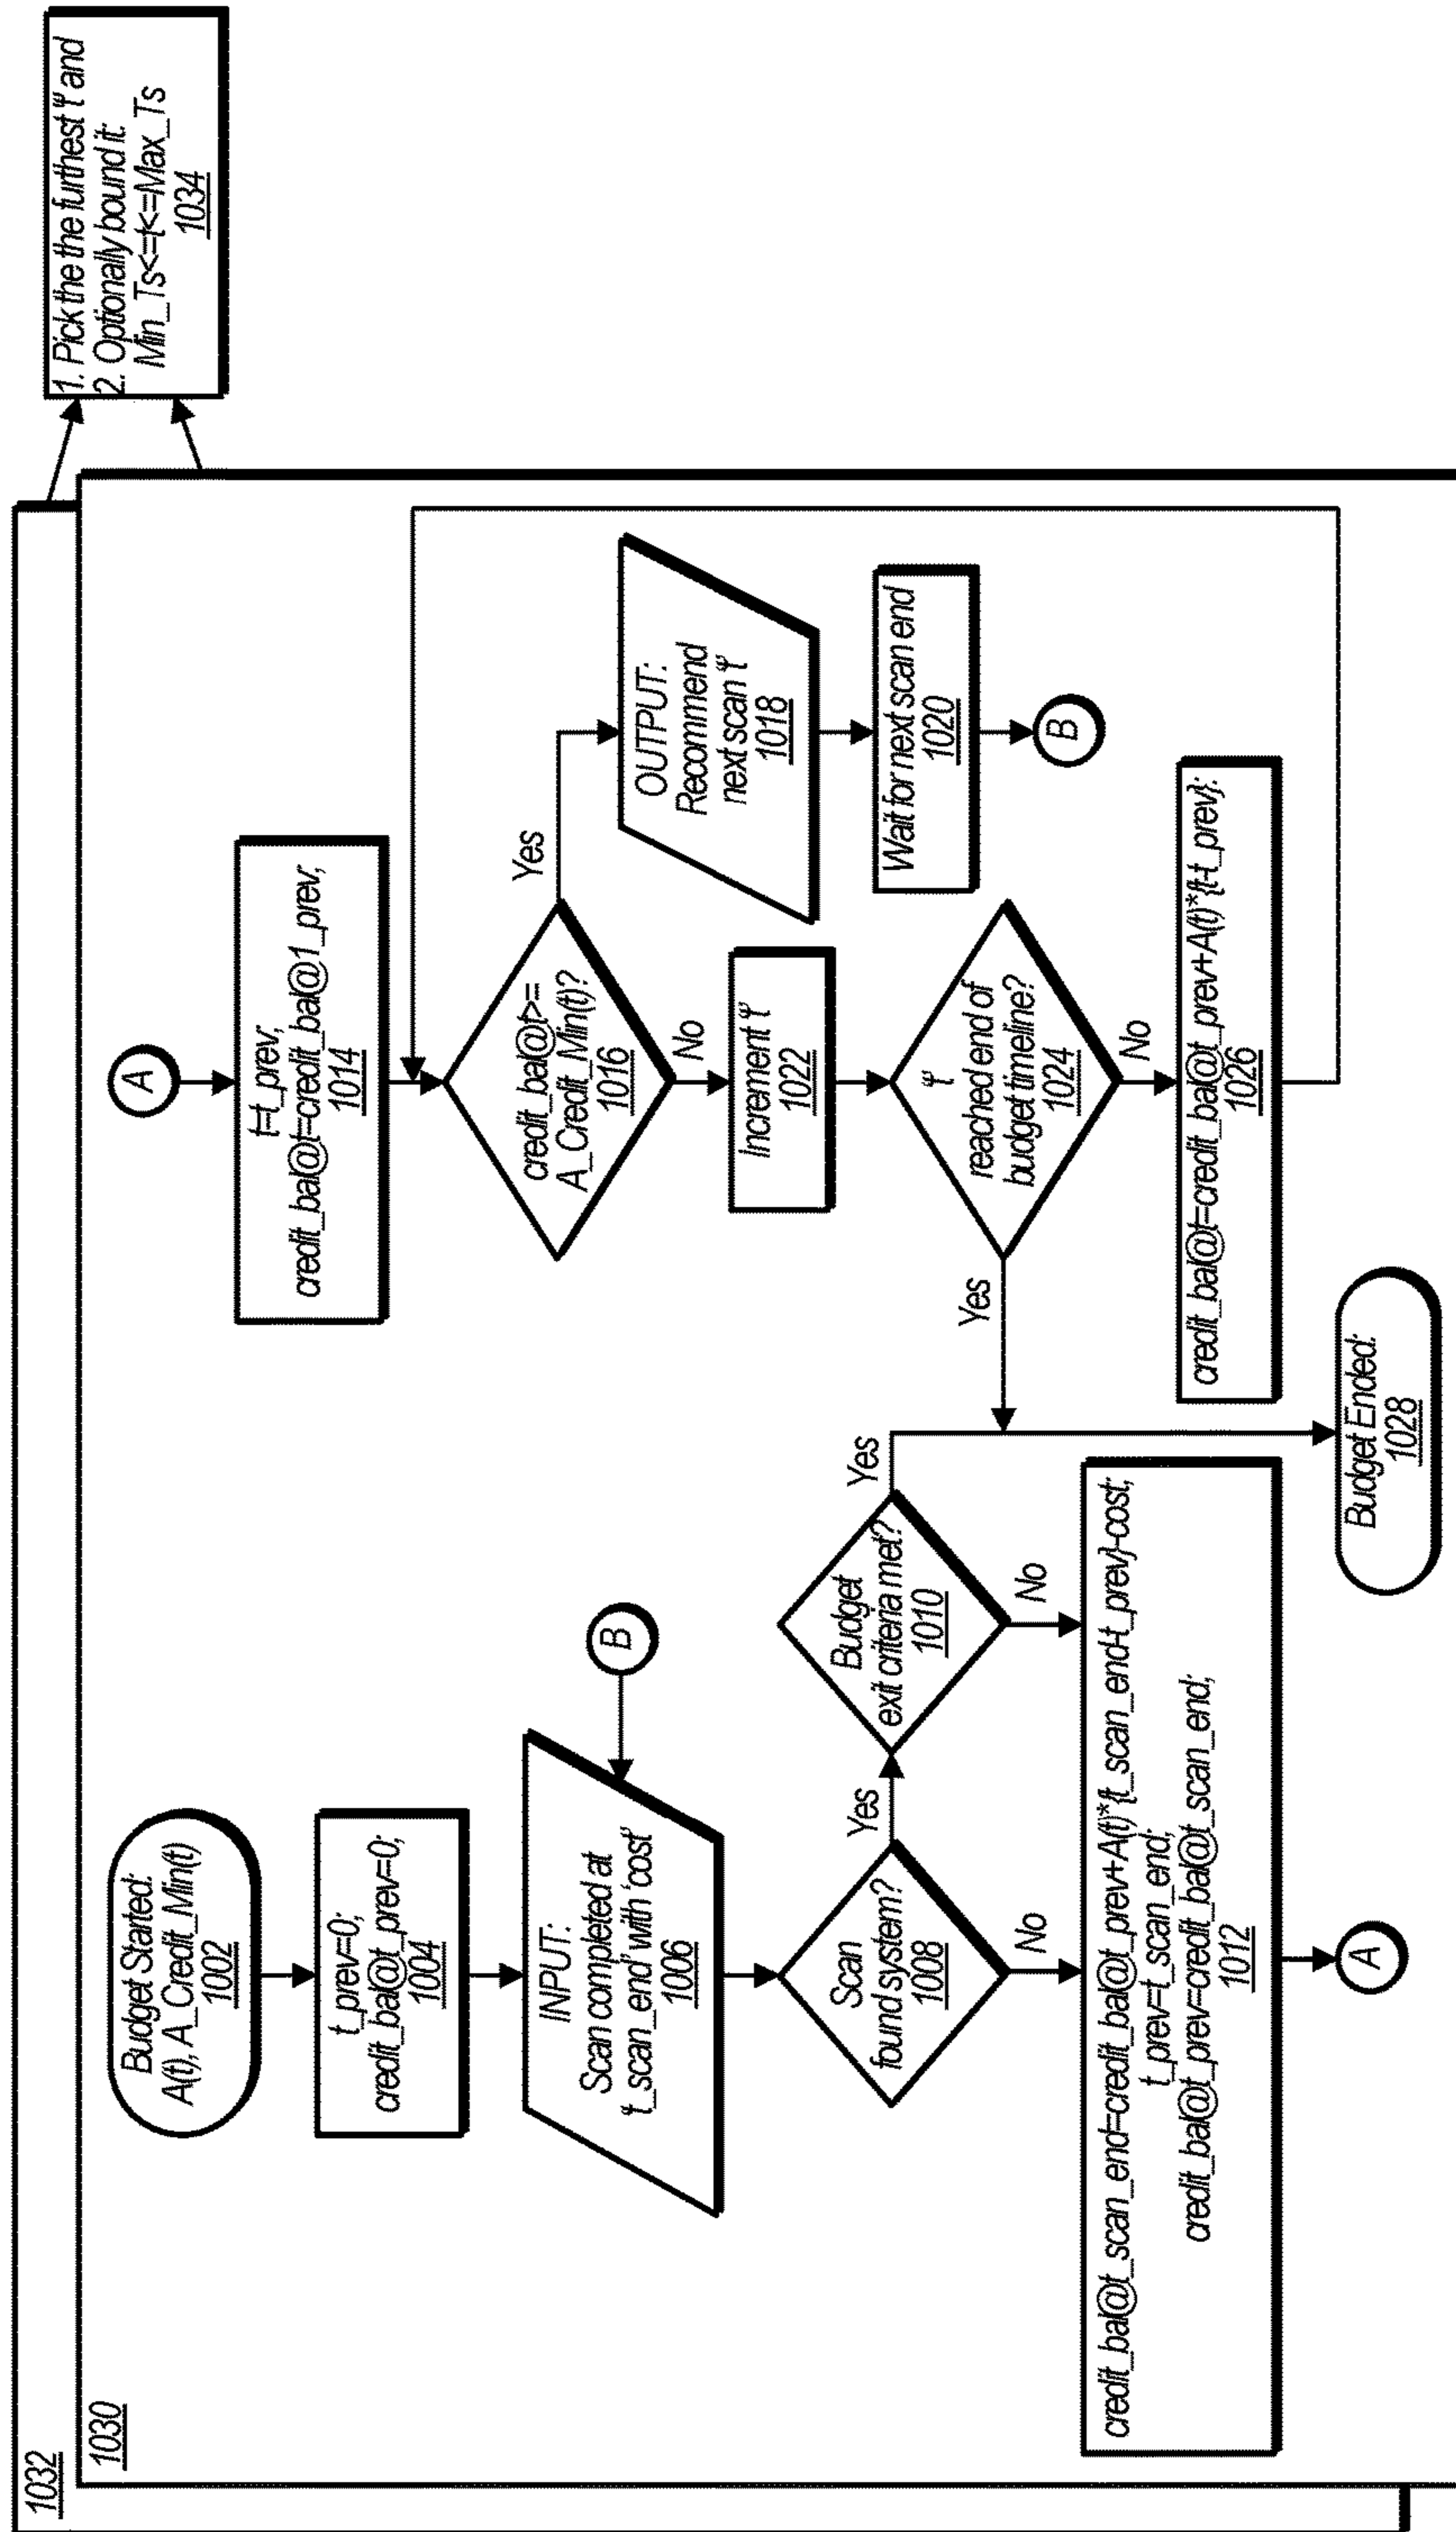 1032
1030
Budget Started:
A(t), A_Credit_Min(t)
1002
t_prev=0;
credit_bal@t_prev=0;
1004
INPUT:
Scan completed at
't_scan_end' with 'cost'
1006
B
Scan
found system?
1008
Yes
No
Budget
exit criteria met?
1010
Yes
No
credit_bal@t_scan_end=credit_bal@t_prev+A(t)*{t_scan_end-t_prev}-cost;
t_prev=t_scan_end;
credit_bal@t_prev=credit_bal@t_scan_end;
1012
A
Budget Ended:
1028
A
t=t_prev;
credit_bal@t=credit_bal@1_prev;
1014
credit_bal@t>=
A_Credit_Min(t)?
1016
Yes
No
OUTPUT:
Recommend
next scan 't'
1018
Wait for next scan end
1020
B
Increment 't'
1022
't'
reached end of
budget timeline?
1024
Yes
No
credit_bal@t=credit_bal@t_prev+A(t)*{t-t_prev}:
1026
1. Pick the the furthest 't' and
2. Optionally bound it:
Min_Ts<=t<=Max_Ts
1034